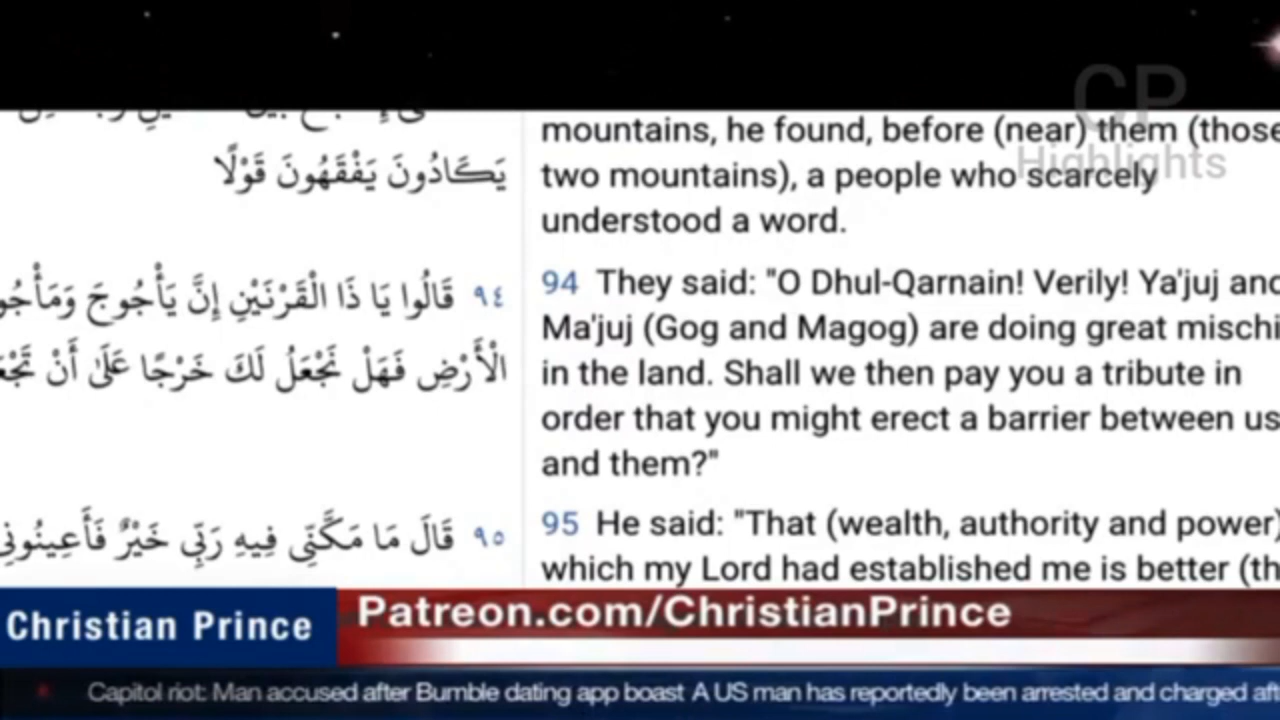 CP
Highlights
يَكَادُونَ يَفْقَهُونَ قَوْلًا
٩٤ قَالُوا يَا ذَا الْقَرْنَيْنِ إِنَّ يَأْجُوجَ
الْأَرْضِ فَهَلْ نَجْعَلُ لَكَ خَرْجًا عَلَىٰ أَنْ
٩٥ قَالَ مَا مَكَّنِّي فِيهِ رَبِّي خَيْرٌ فَأَعِينُونِي
mountains, he found, before (near) them (those
two mountains), a people who scarcely
understood a word.
94 They said: "O Dhul-Qarnain! Verily! Ya'juj and
Ma'juj (Gog and Magog) are doing great mischi
in the land. Shall we then pay you a tribute in
order that you might erect a barrier between us
and them?"
95 He said: "That (wealth, authority and power)
which my Lord had established me is better (th
Christian Prince
Patreon.com/ChristianPrince
Capitol riot: Man accused after Bumble dating app boast A US man has reportedly been arrested and charged aft